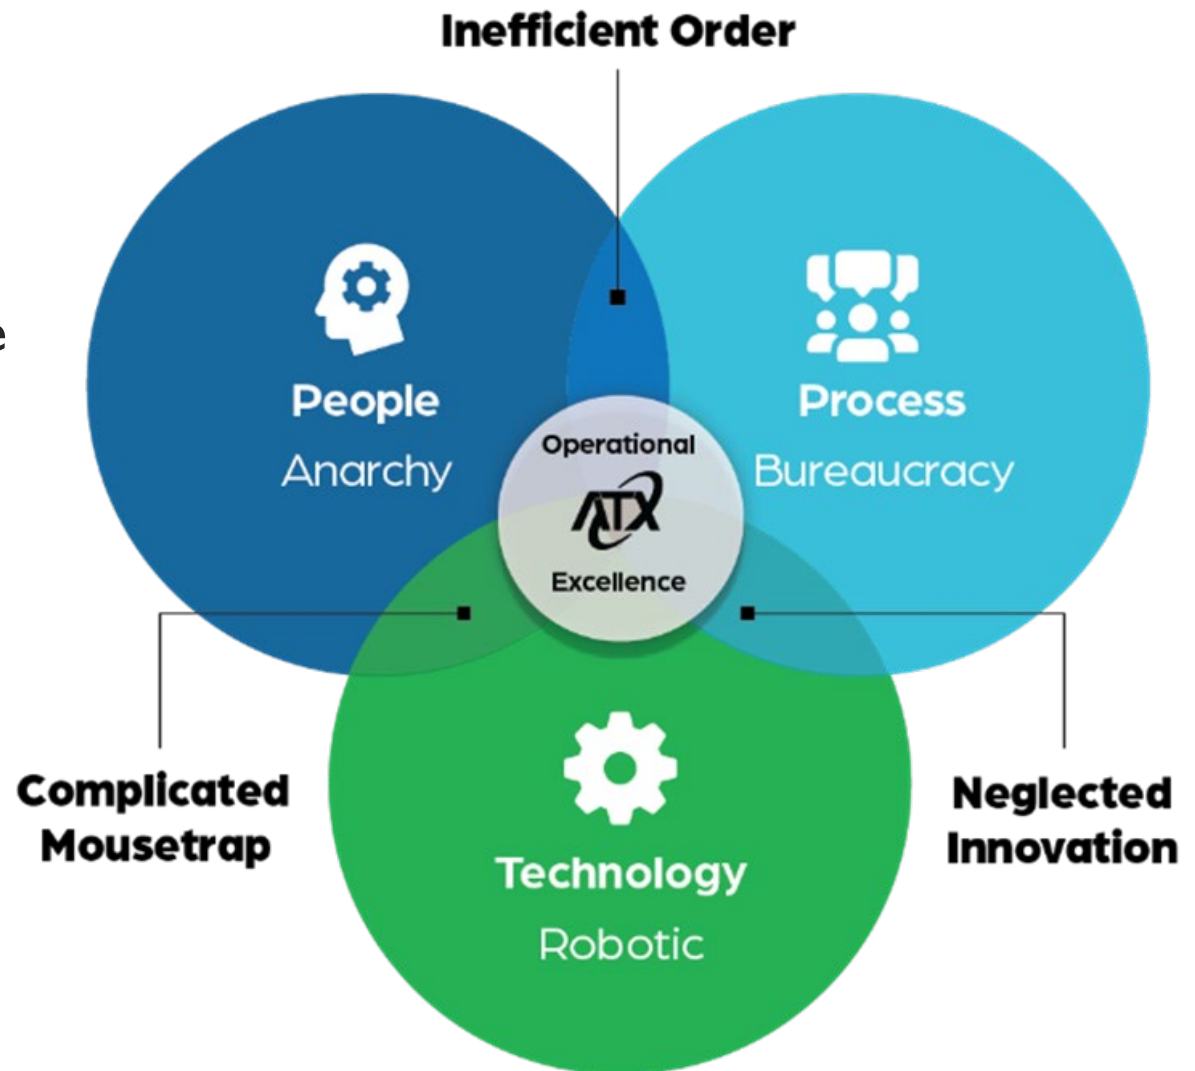 Inefficient Order
e
People
Anarchy
Process
Bureaucracy
Operational
ATX
Excellence
Complicated
Mousetrap
Neglected
Innovation
Technology
Robotic